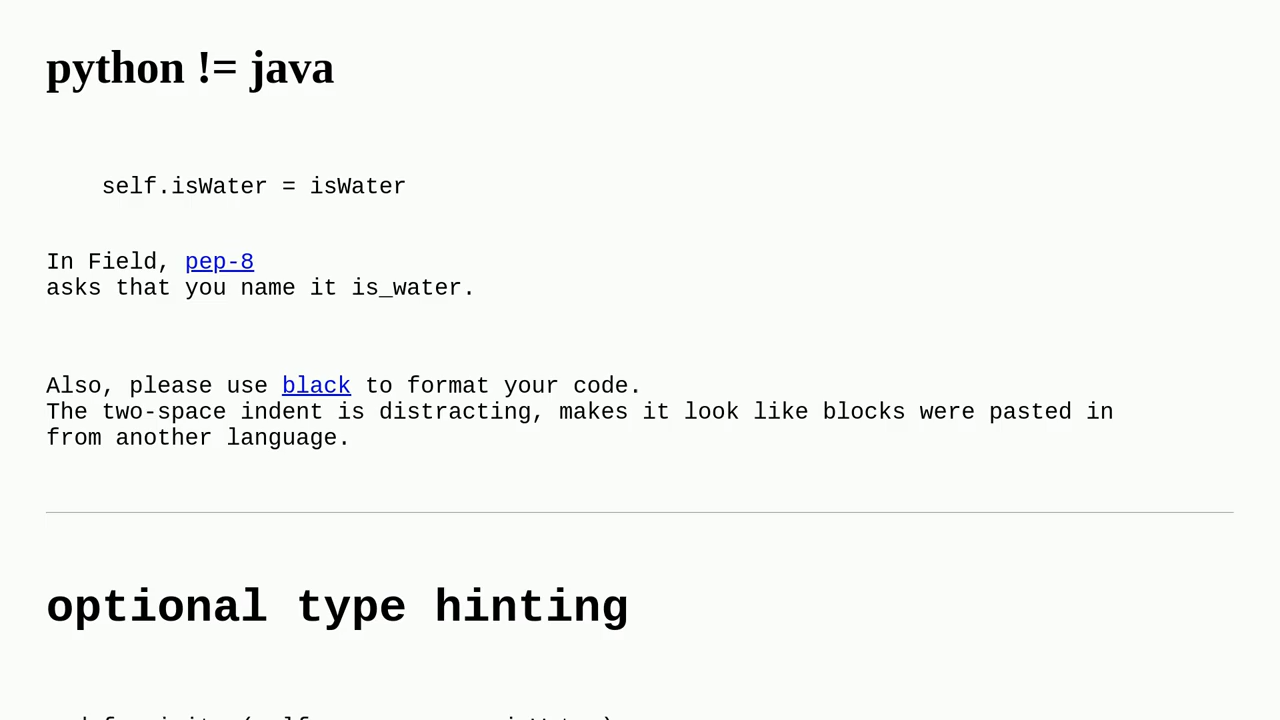 python != java
self.isWater = isWater
In Field, pep-8
asks that you name it is_water.
Also, please use black to format your code.
The two-space indent is distracting, makes it look like blocks were pasted in
from another language.
optional type hinting